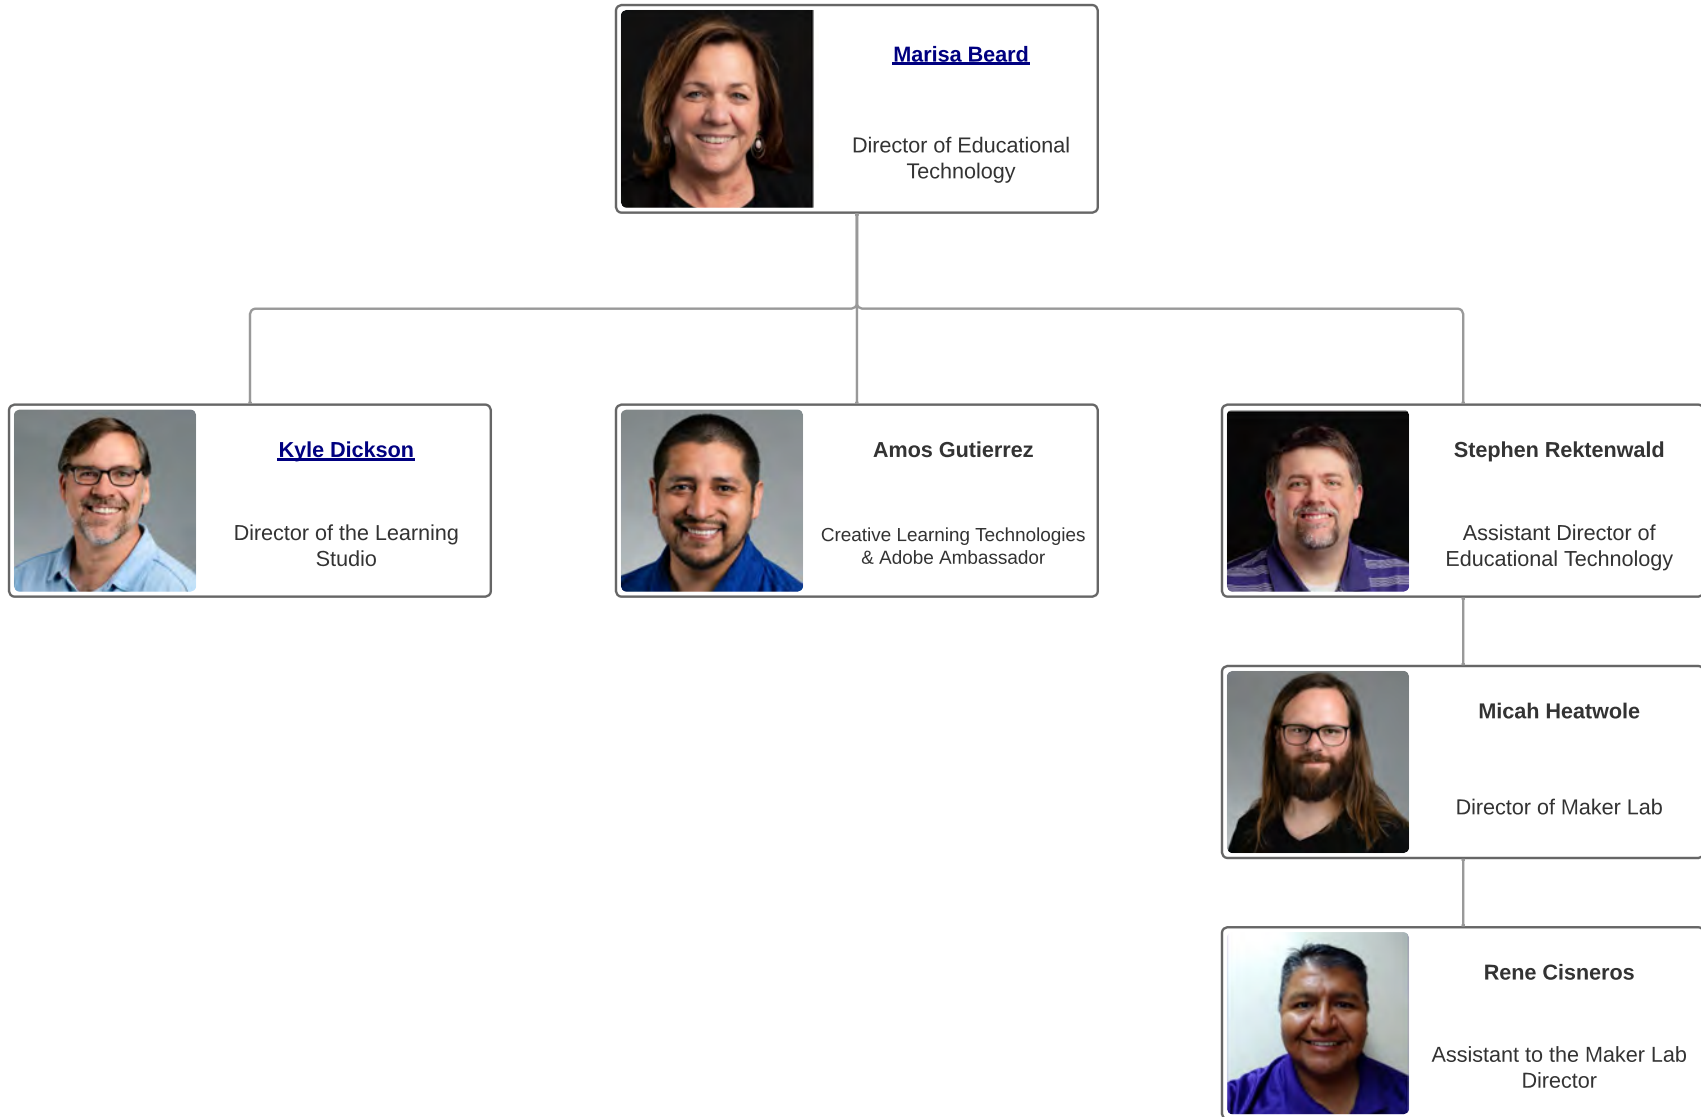 Marisa Beard
Director of Educational
Technology
Kyle Dickson
Director of the Learning
Studio
Amos Gutierrez
Creative Learning Technologies
& Adobe Ambassador
Stephen Rektenwald
Assistant Director of
Educational Technology
Micah Heatwole
Director of Maker Lab
Rene Cisneros
Assistant to the Maker Lab
Director